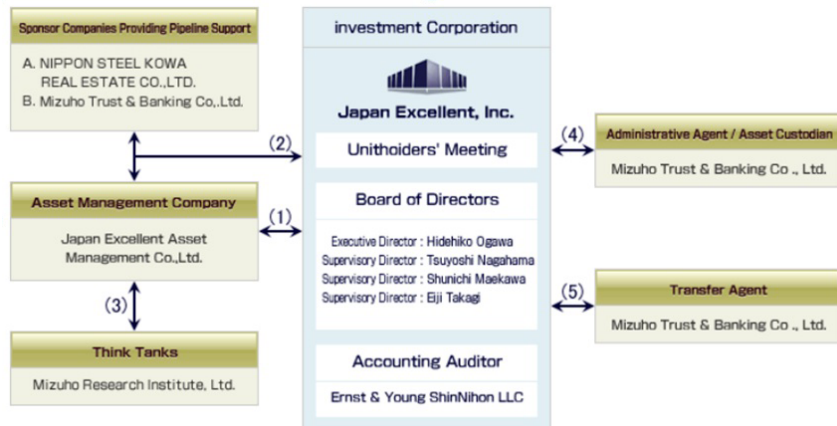 Sponsor Companies Providing Pipeline Support
A. NIPPON STEEL KOWA
REAL ESTATE CO.,LTD.
B. Mizuho Trust & Banking Co,.Ltd.
(2)
Asset Management Company
Japan Excellent Asset
Management Co.,Ltd.
(1)
(3)
Think Tanks
Mizuho Research Institute, Ltd.
investment Corporation
Japan Excellent, Inc.
Unithoiders' Meeting
Board of Directors
Executive Director : Hidehiko Ogawa
Supervisory Director : Tsuyoshi Nagahama
Supervisory Director : Shunichi Maekawa
Supervisory Director : Eiji Takagi
Accounting Auditor
Ernst & Young ShinNihon LLC
(4)
Administrative Agent / Asset Custodian
Mizuho Trust & Banking Co ., Ltd.
(5)
Transfer Agent
Mizuho Trust & Banking Co ., Ltd.